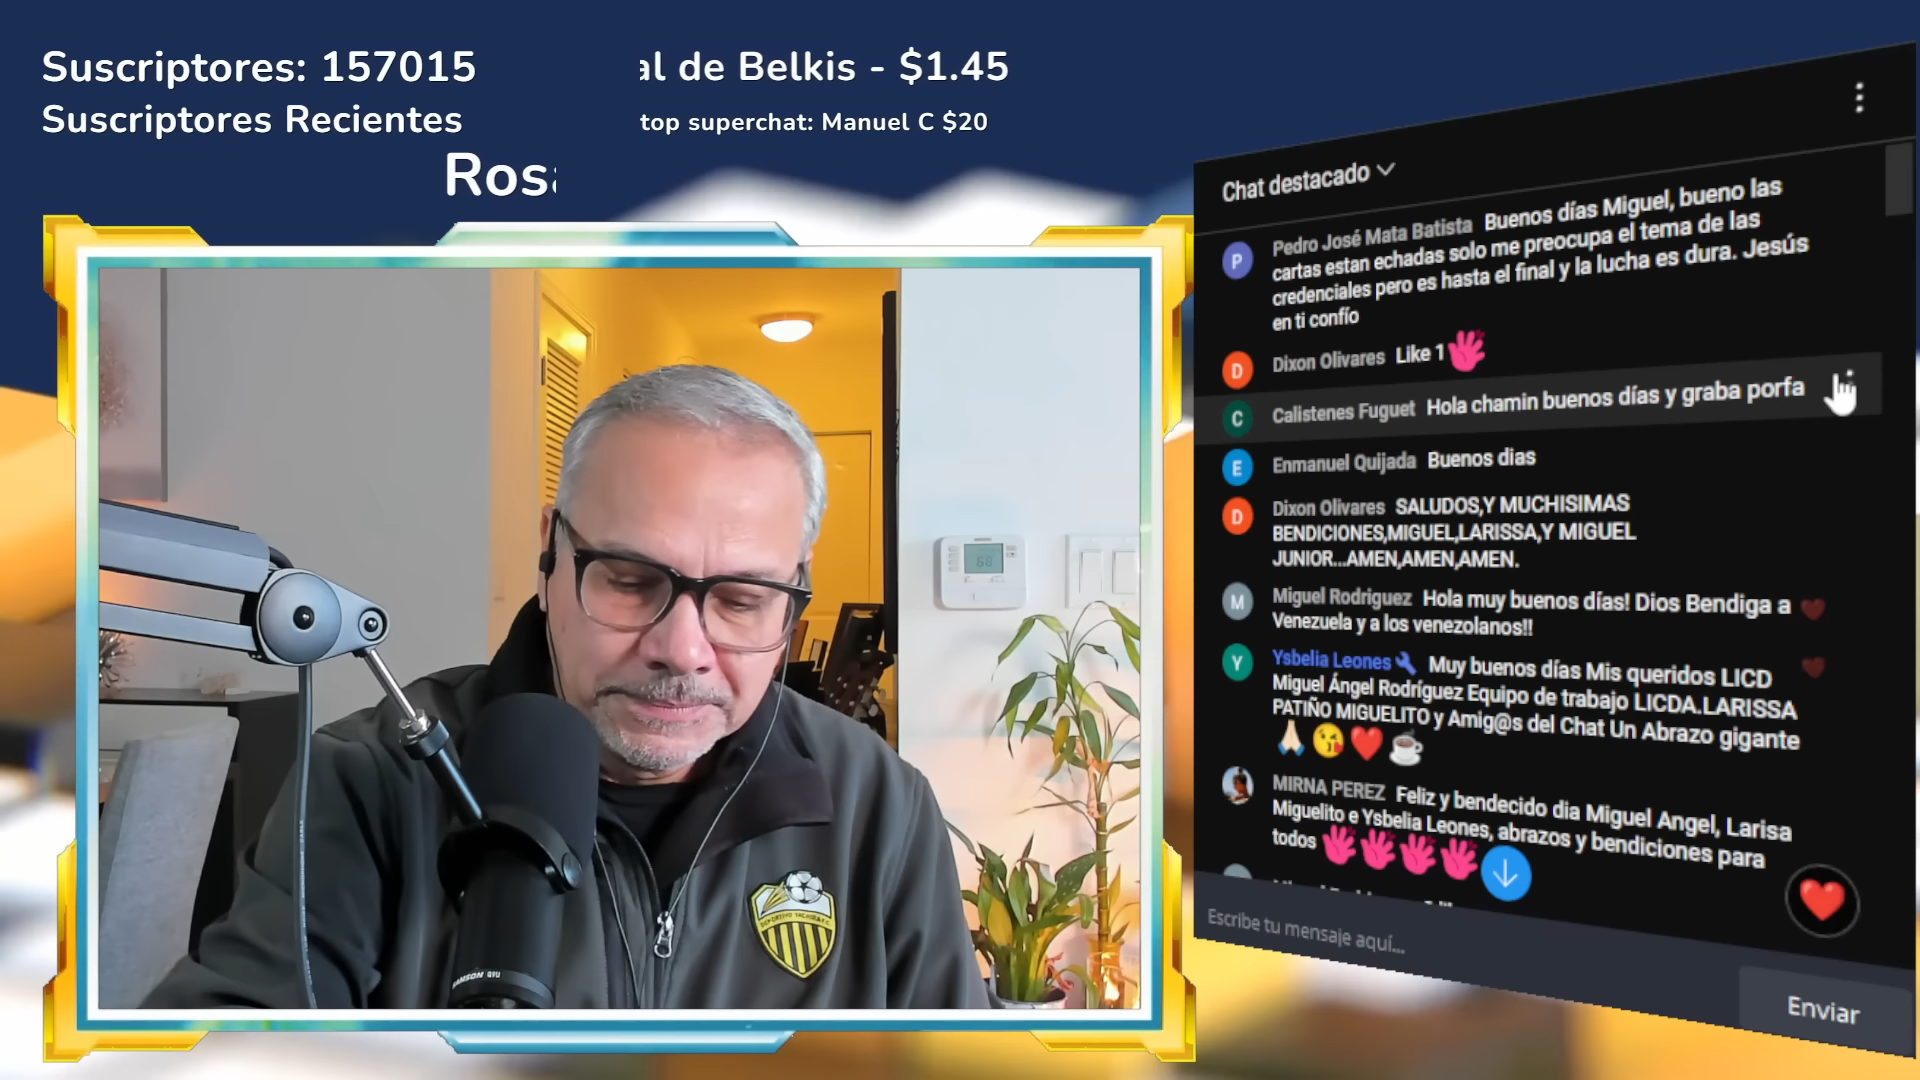 Suscriptores: 157015
Suscriptores Recientes
Ros
al de Belkis - $1.45
top superchat: Manuel C $20
68
SAMSON Q9U
Chat destacado
P Pedro José Mata Batista Buenos días Miguel, bueno las
cartas estan echadas solo me preocupa el tema de las
credenciales pero es hasta el final y la lucha es dura. Jesús
en ti confío
D Dixon Olivares Like 1
C Calistenes Fuguet Hola chamin buenos días y graba porfa
E Enmanuel Quijada Buenos dias
D Dixon Olivares SALUDOS,Y MUCHISIMAS
BENDICIONES,MIGUEL,LARISSA,Y MIGUEL
JUNIOR...AMEN,AMEN,AMEN.
M Miguel Rodriguez Hola muy buenos días! Dios Bendiga a
Venezuela y a los venezolanos!!
Y Ysbelia Leones Muy buenos días Mis queridos LICD
Miguel Ángel Rodríguez Equipo de trabajo LICDA.LARISSA
PATIÑO MIGUELITO y Amig@s del Chat Un Abrazo gigante
🙏🏻😘❤️☕
MIRNA PEREZ Feliz y bendecido dia Miguel Angel, Larisa
Miguelito e Ysbelia Leones, abrazos y bendiciones para
todos
Escribe tu mensaje aquí...
Enviar